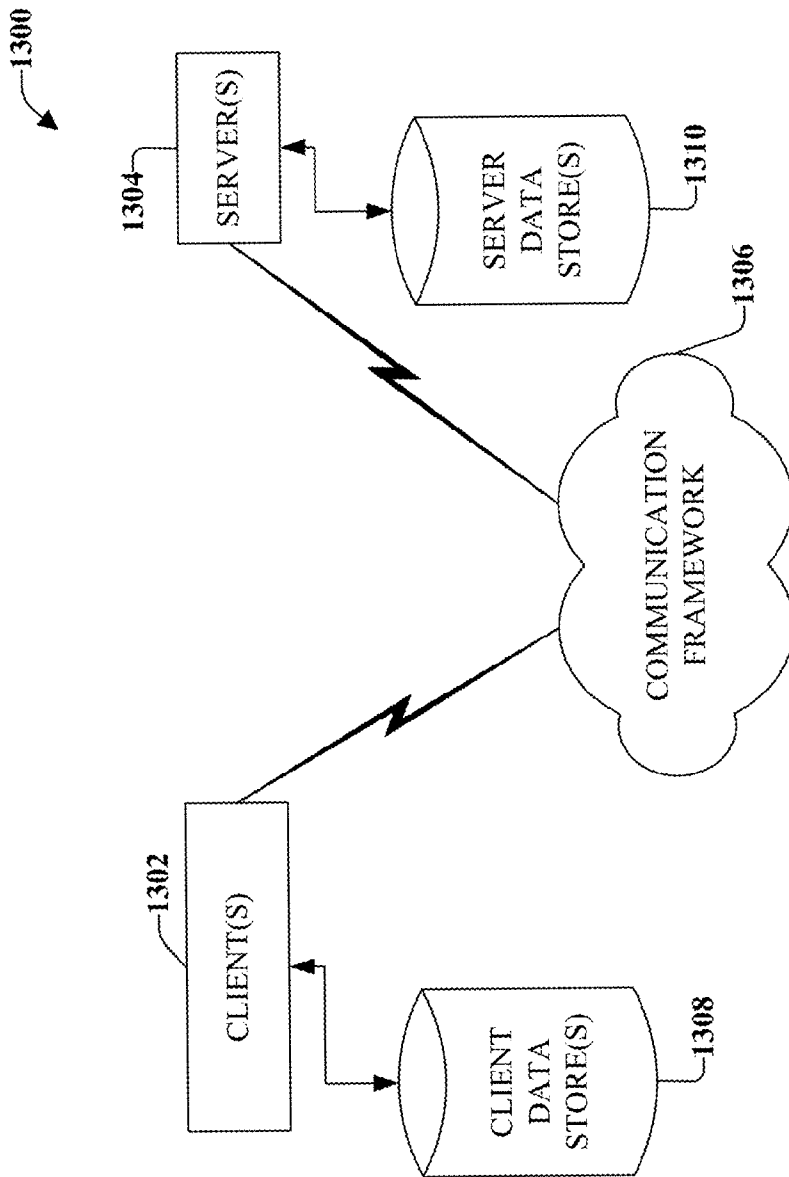 1300
1302
CLIENT(S)
1304
SERVER(S)
CLIENT
DATA
STORE(S)
1308
COMMUNICATION
FRAMEWORK
1306
SERVER
DATA
STORE(S)
1310